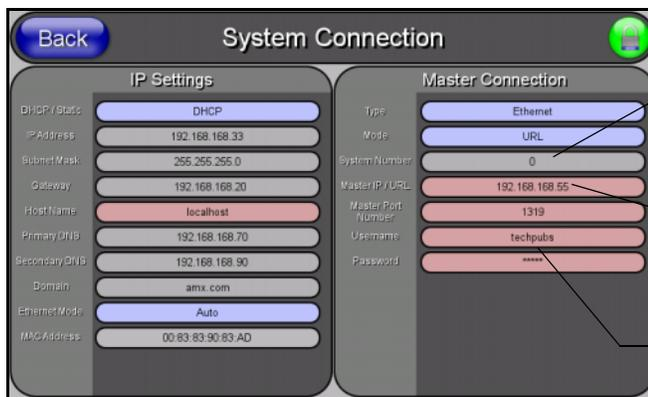 Back
System Connection
IP Settings
DHCP / Static DHCP
IP Address 192.168.168.33
Subnet Mask 255.255.255.0
Gateway 192.168.168.20
Host Name localhost
Primary DNS 192.168.168.70
Secondary DNS 192.168.168.90
Domain amx.com
Ethernet Mode Auto
MAC Address 00:83:83:90:83:AD
Master Connection
Type Ethernet
Mode URL
System Number 0
Master IP / URL 192.168.168.55
Master Port
Number 1319
Username techpubs
Password *****